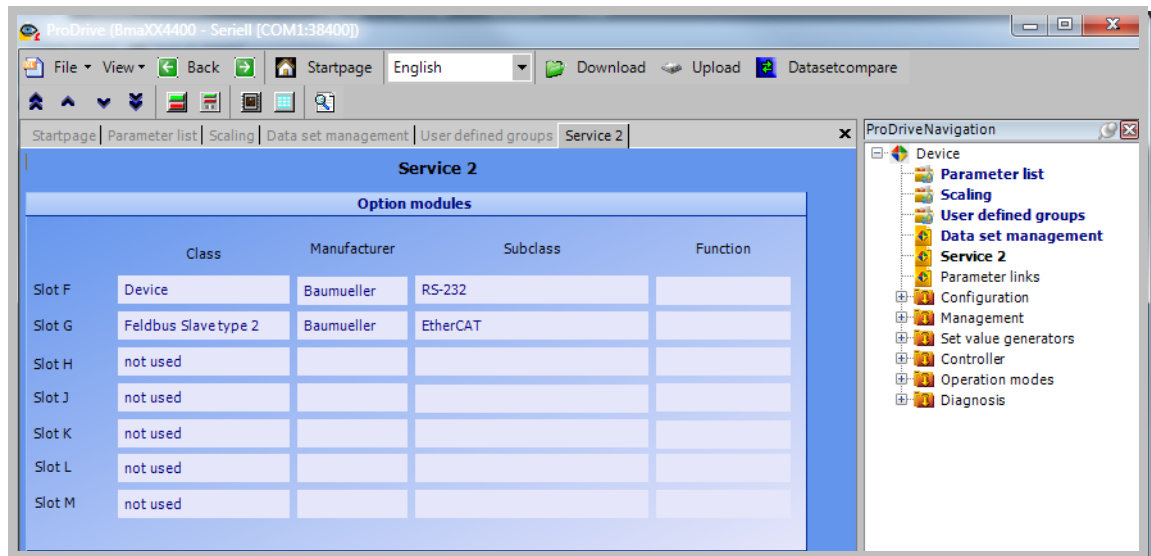 ProDrive (BmaXX4400 - Seriell [COM1:38400])
File View Back Startpage English Download Upload Datasetcompare
Startpage Parameter list Scaling Data set management User defined groups Service 2
Service 2
Option modules
Class Manufacturer Subclass Function
Slot F Device Baumueller RS-232
Slot G Feldbus Slave type 2 Baumueller EtherCAT
Slot H not used
Slot J not used
Slot K not used
Slot L not used
Slot M not used
ProDriveNavigation
Device
Parameter list
Scaling
User defined groups
Data set management
Service 2
Parameter links
Configuration
Management
Set value generators
Controller
Operation modes
Diagnosis